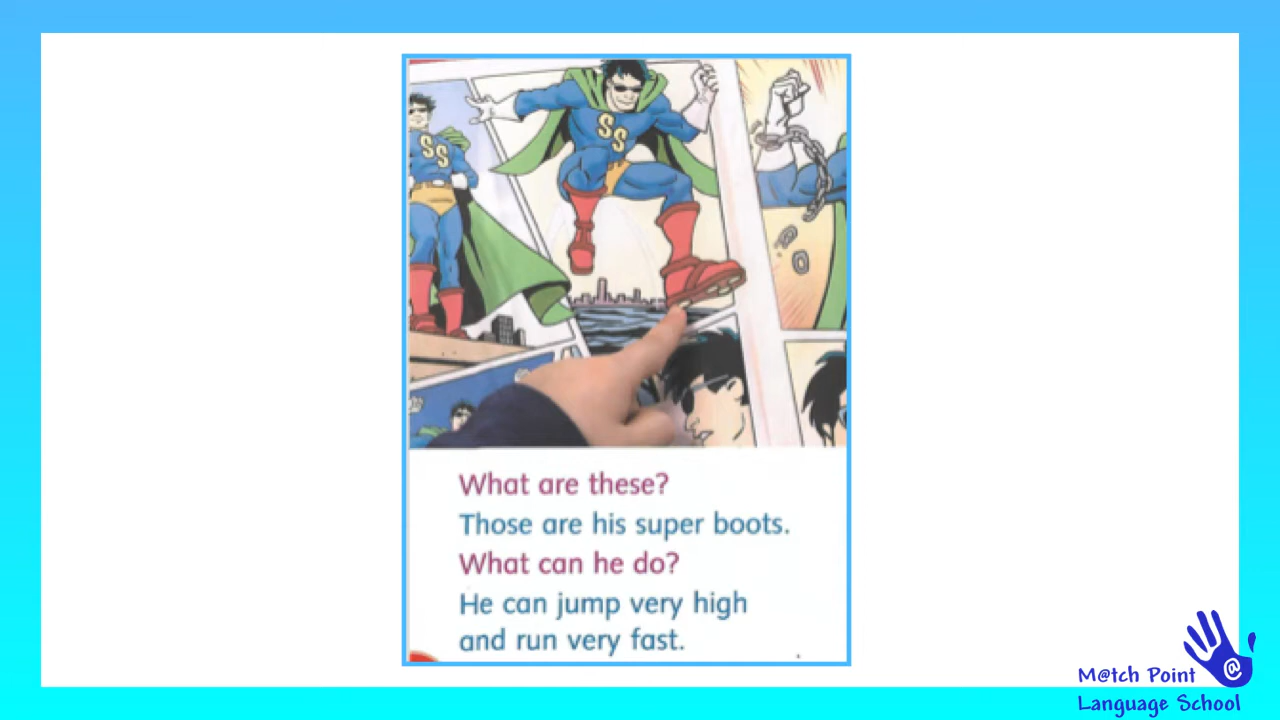 SS
SS
What are these?
Those are his super boots.
What can he do?
He can jump very high
and run very fast.
M@tch Point
@
Language School